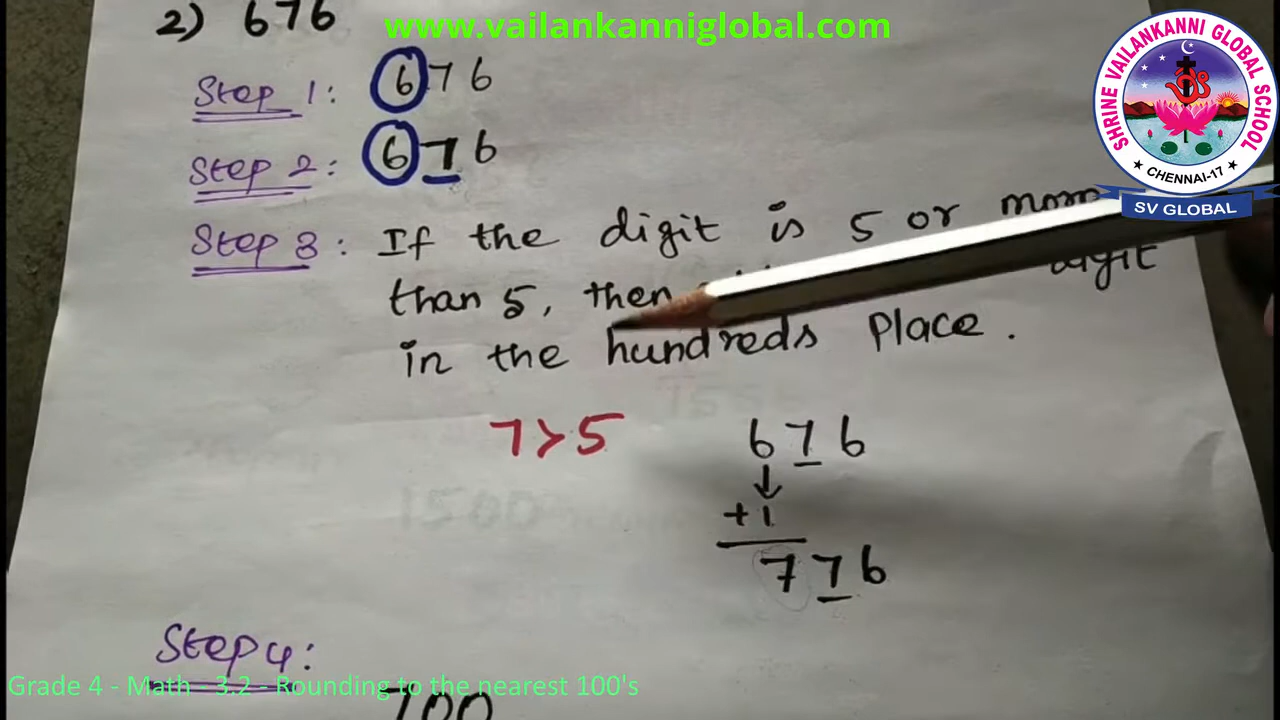 www.vailankanniglobal.com
SHRINE VAILANKANNI GLOBAL SCHOOL
CHENNAI-17
SV GLOBAL
2) 676
Step 1: 676
Step 2: 676
Step 3: If the digit is 5 or
than 5, then digit
in the hundreds place.
7>5
676
+1
776
Step 4:
700
Grade 4 - Math - 3.2 - Rounding to the nearest 100's